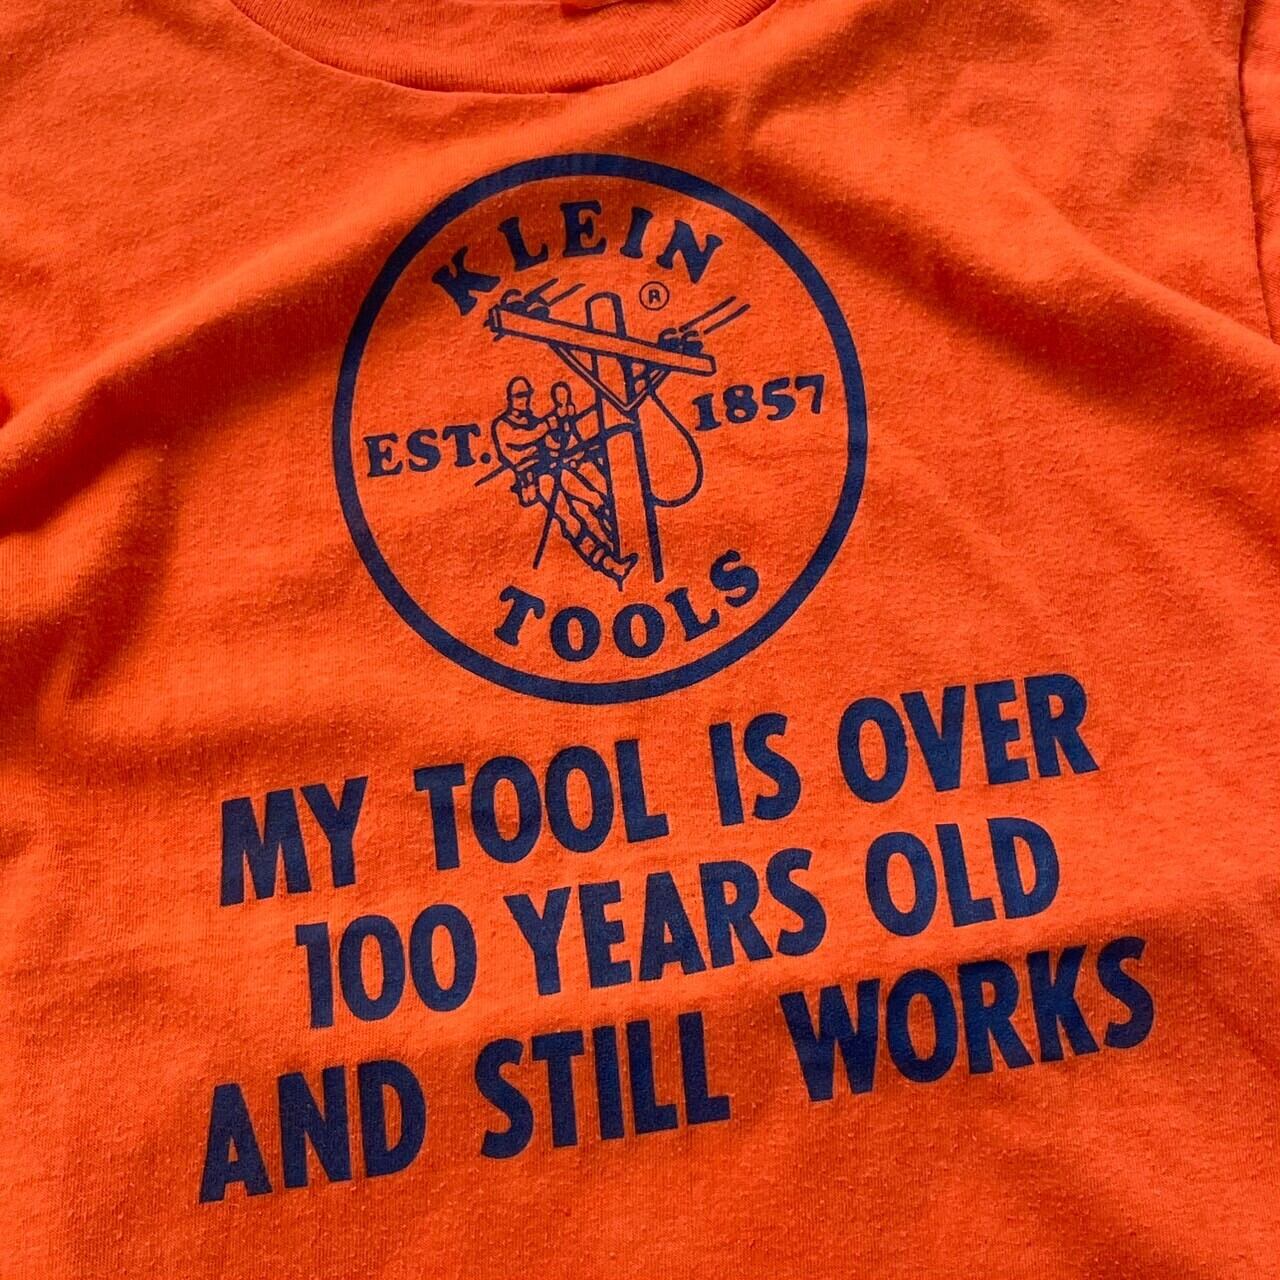 KLEIN
®
EST. 1857
TOOLS
MY TOOL IS OVER
100 YEARS OLD
AND STILL WORKS